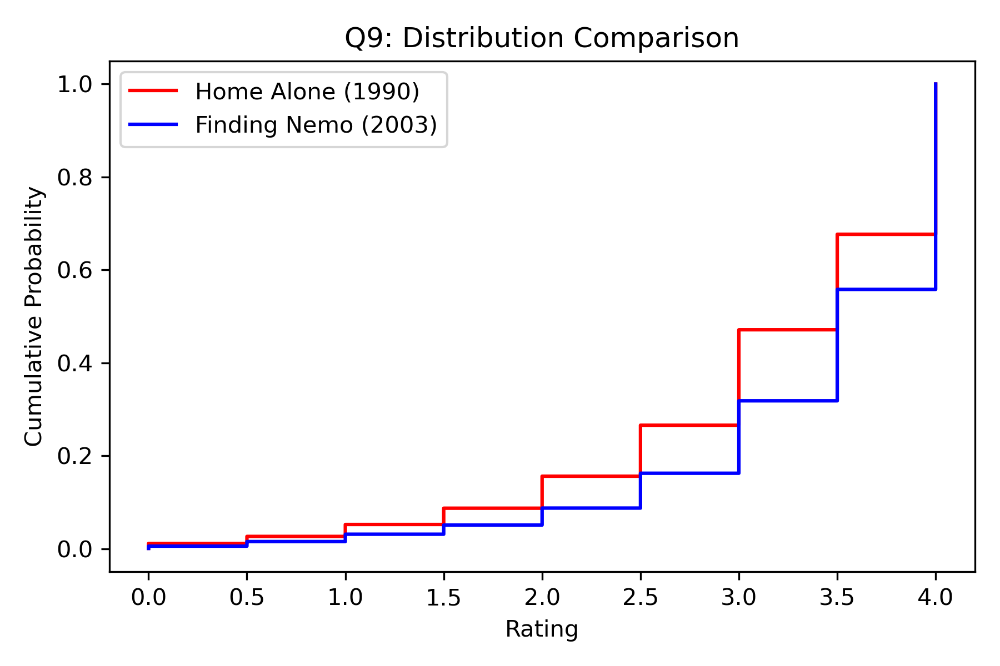 Q9: Distribution Comparison
Home Alone (1990)
Finding Nemo (2003)
Cumulative Probability
1.0
0.8
0.6
0.4
0.2
0.0
0.0 0.5 1.0 1.5 2.0 2.5 3.0 3.5 4.0
Rating